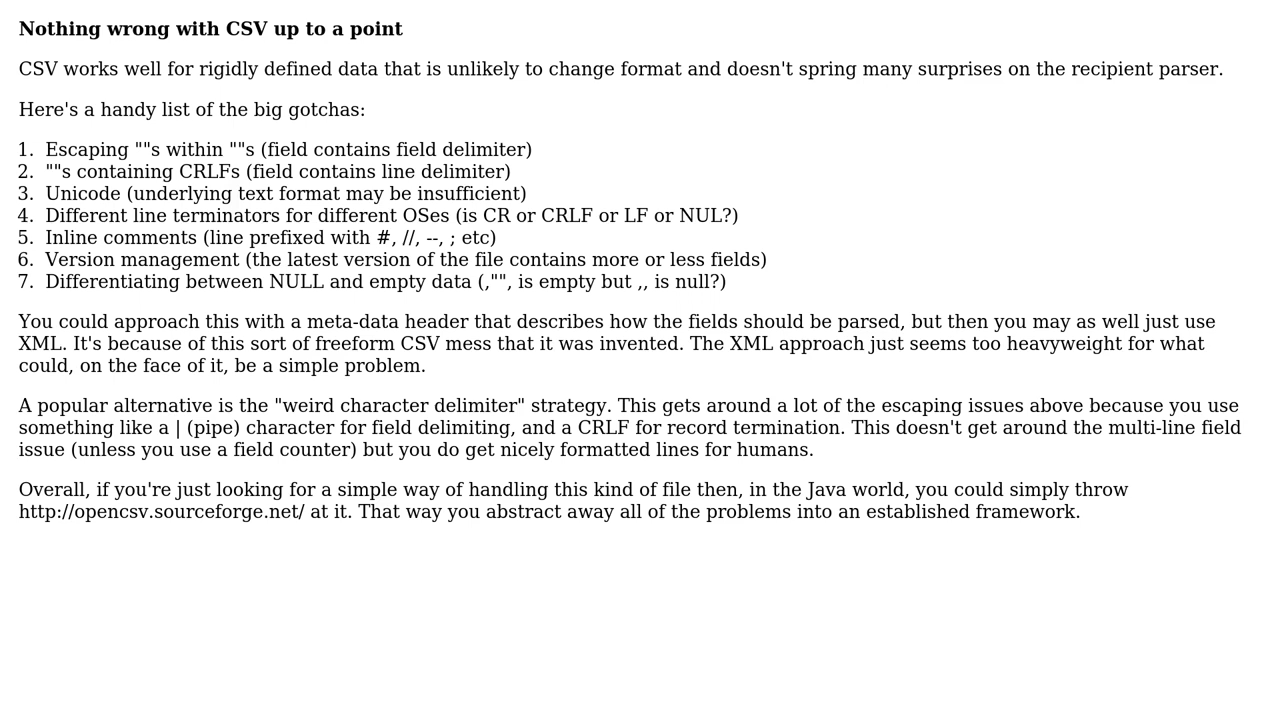 Nothing wrong with CSV up to a point
CSV works well for rigidly defined data that is unlikely to change format and doesn't spring many surprises on the recipient parser.
Here's a handy list of the big gotchas:
1. Escaping ""s within ""s (field contains field delimiter)
2. ""s containing CRLFs (field contains line delimiter)
3. Unicode (underlying text format may be insufficient)
4. Different line terminators for different OSes (is CR or CRLF or LF or NUL?)
5. Inline comments (line prefixed with #, //, --, ; etc)
6. Version management (the latest version of the file contains more or less fields)
7. Differentiating between NULL and empty data (,"", is empty but ,, is null?)
You could approach this with a meta-data header that describes how the fields should be parsed, but then you may as well just use
XML. It's because of this sort of freeform CSV mess that it was invented. The XML approach just seems too heavyweight for what
could, on the face of it, be a simple problem.
A popular alternative is the "weird character delimiter" strategy. This gets around a lot of the escaping issues above because you use
something like a | (pipe) character for field delimiting, and a CRLF for record termination. This doesn't get around the multi-line field
issue (unless you use a field counter) but you do get nicely formatted lines for humans.
Overall, if you're just looking for a simple way of handling this kind of file then, in the Java world, you could simply throw
http://opencsv.sourceforge.net/ at it. That way you abstract away all of the problems into an established framework.